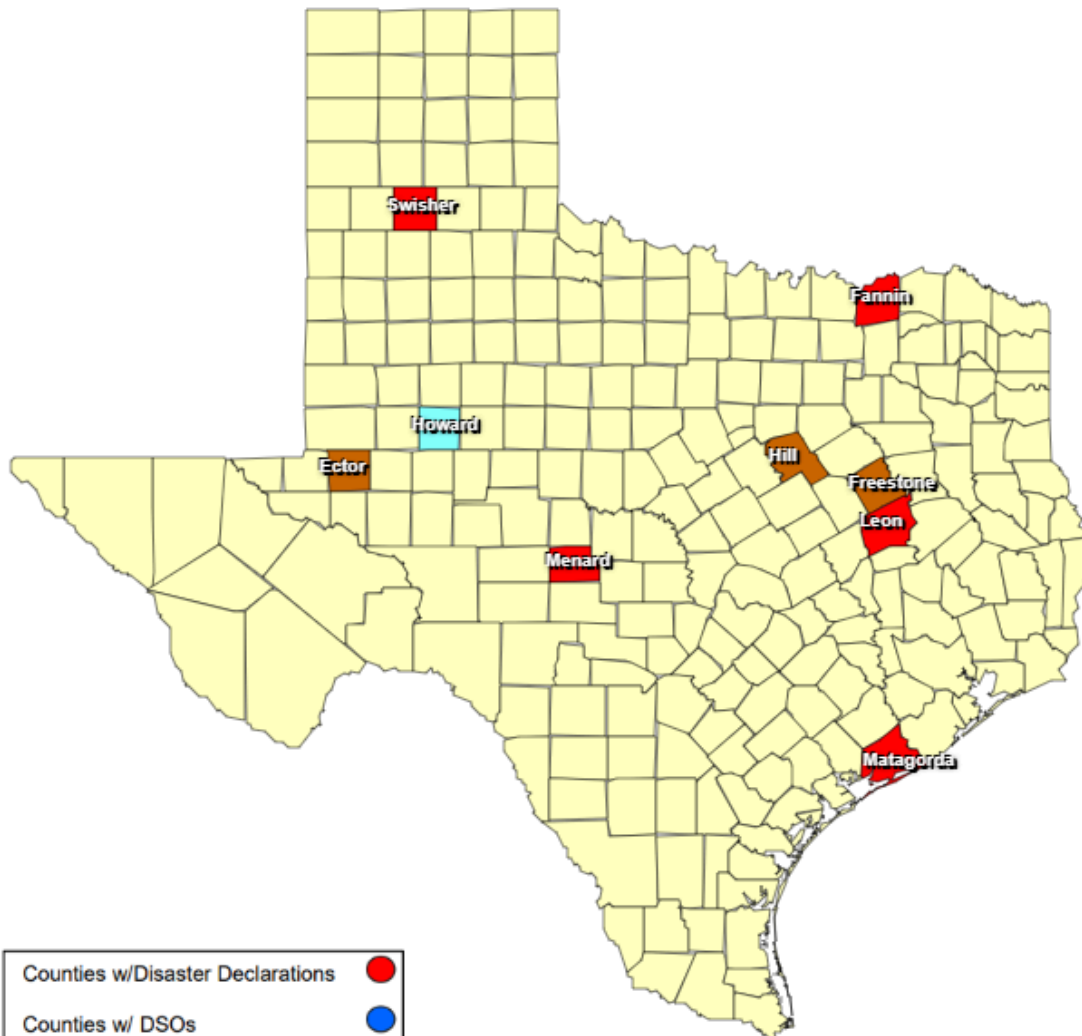 Swisher
Fannin
Howard
Hill
Ector
Freestone
Leon
Menard
Matagorda
Counties w/Disaster Declarations
Counties w/ DSOs